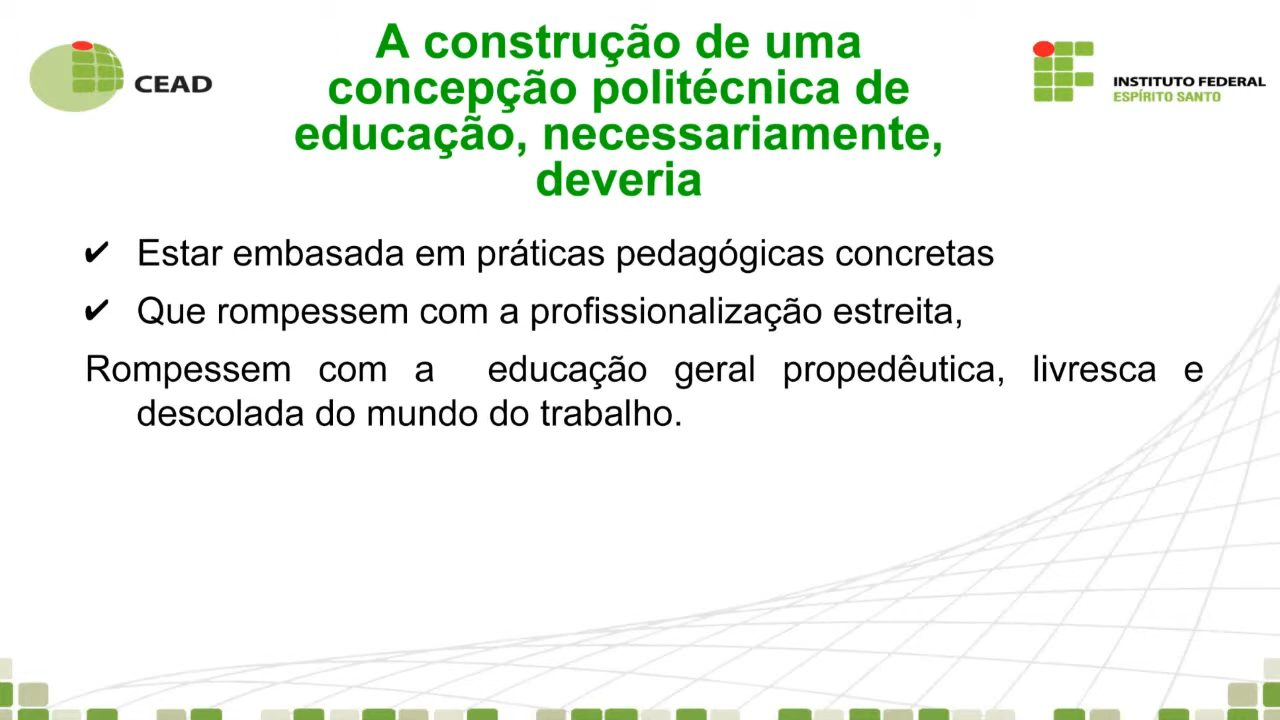 CEAD
A construção de uma
concepção politécnica de
educação, necessariamente,
deveria
INSTITUTO FEDERAL
ESPÍRITO SANTO
✔ Estar embasada em práticas pedagógicas concretas
✔ Que rompessem com a profissionalização estreita,
Rompessem com a educação geral propedêutica, livresca e
descolada do mundo do trabalho.